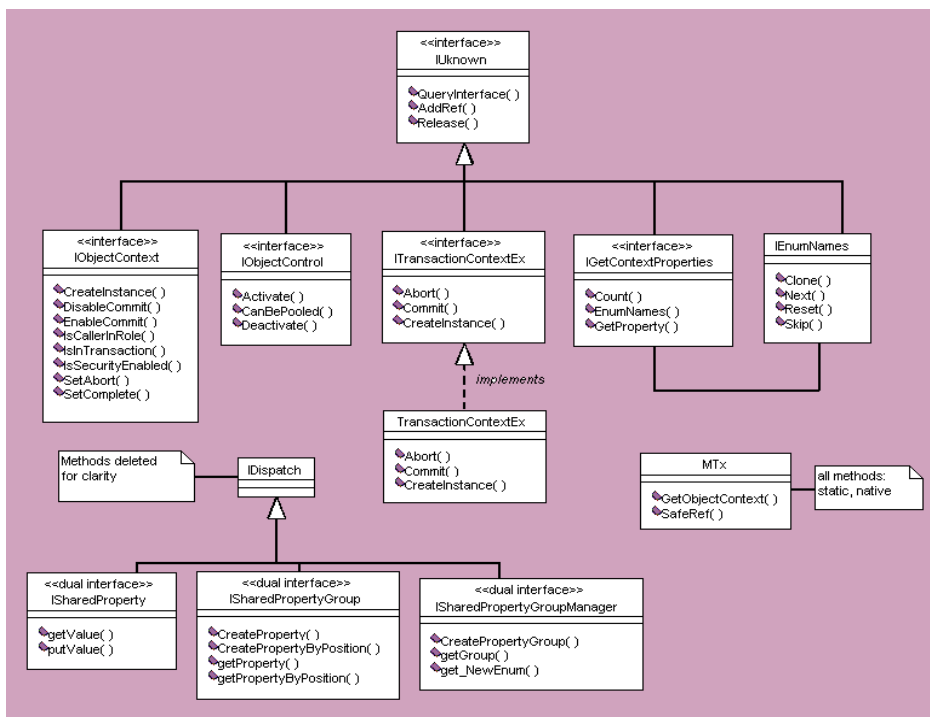 <<interface>>
IUknown
QueryInterface( )
AddRef( )
Release( )
<<interface>>
IObjectContext
CreateInstance( )
DisableCommit( )
EnableCommit( )
IsCallerInRole( )
IsInTransaction( )
IsSecurityEnabled( )
SetAbort( )
SetComplete( )
<<interface>>
IObjectControl
Activate( )
CanBePooled( )
Deactivate( )
<<interface>>
ITransactionContextEx
Abort( )
Commit( )
CreateInstance( )
<<interface>>
IGetContextProperties
Count( )
EnumNames( )
GetProperty( )
IEnumNames
Clone( )
Next( )
Reset( )
Skip( )
implements
TransactionContextEx
Abort( )
Commit( )
CreateInstance( )
Methods deleted
for clarity
IDispatch
MTx
GetObjectContext( )
SafeRef( )
all methods:
static, native
<<dual interface>>
ISharedProperty
getValue( )
putValue( )
<<dual interface>>
ISharedPropertyGroup
CreateProperty( )
CreatePropertyByPosition( )
getProperty( )
getPropertyByPosition( )
<<dual interface>>
ISharedPropertyGroupManager
CreatePropertyGroup( )
getGroup( )
get_NewEnum( )